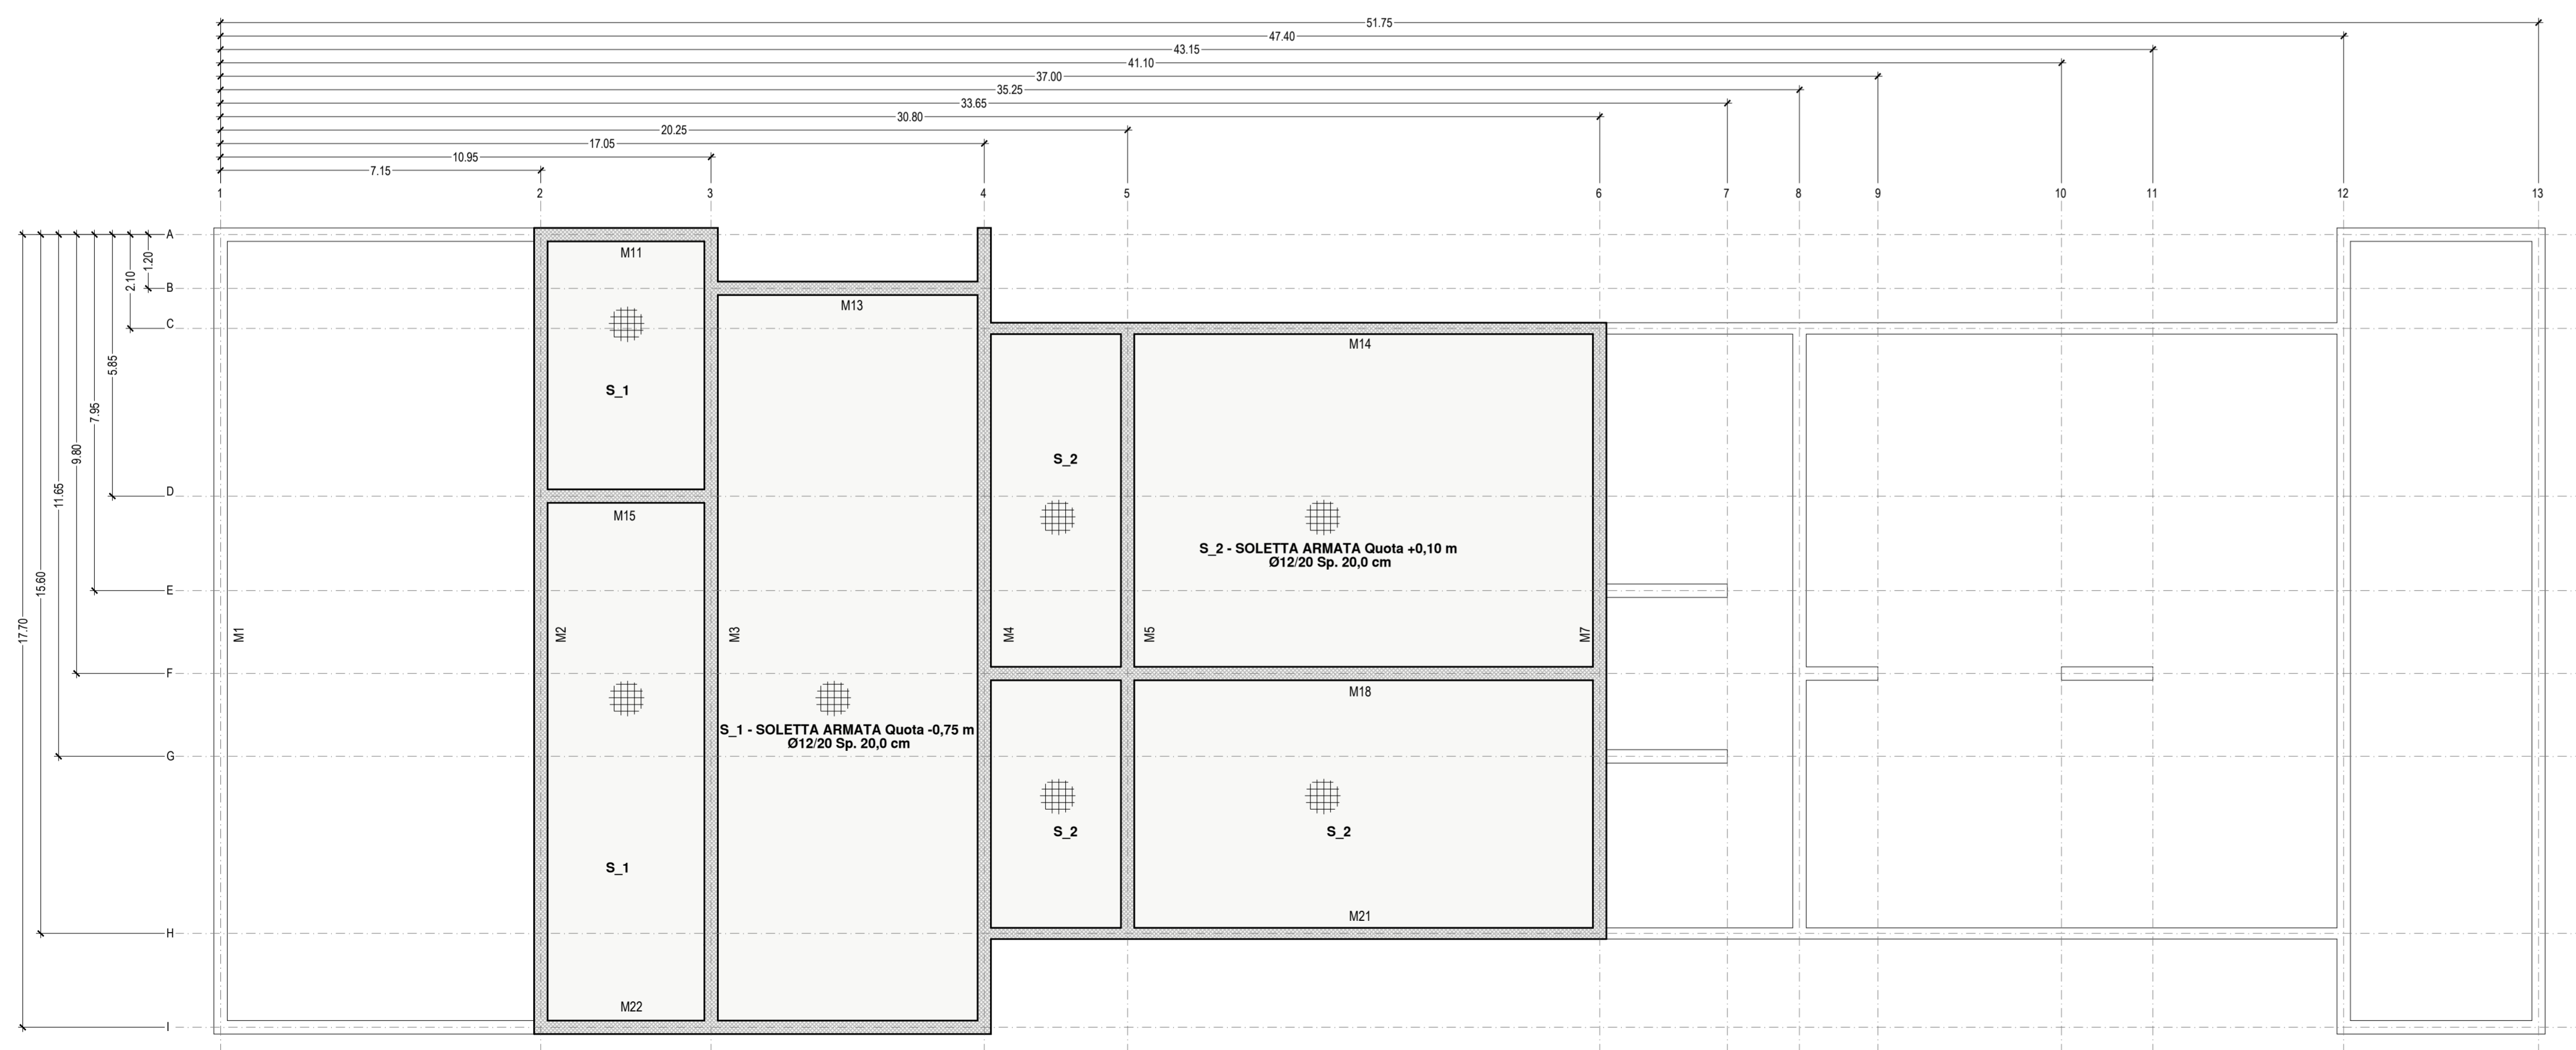 51.75
47.40
43.15
41.10
37.00
35.25
33.65
30.80
20.25
17.05
10.95
7.15
1 2 3 4 5 6 7 8 9 10 11 12 13
A
1.20
2.10
B
C
5.85
7.95
9.80
11.65
15.60
17.70
D
E
F
G
H
I
M11
M13
M14
S_1
S_2
M15
S_2 - SOLETTA ARMATA Quota +0,10 m
Ø12/20 Sp. 20,0 cm
M1
M2
M3
M4
M5
M7
M18
S_1 - SOLETTA ARMATA Quota -0,75 m
Ø12/20 Sp. 20,0 cm
S_2
S_2
S_1
M21
M22